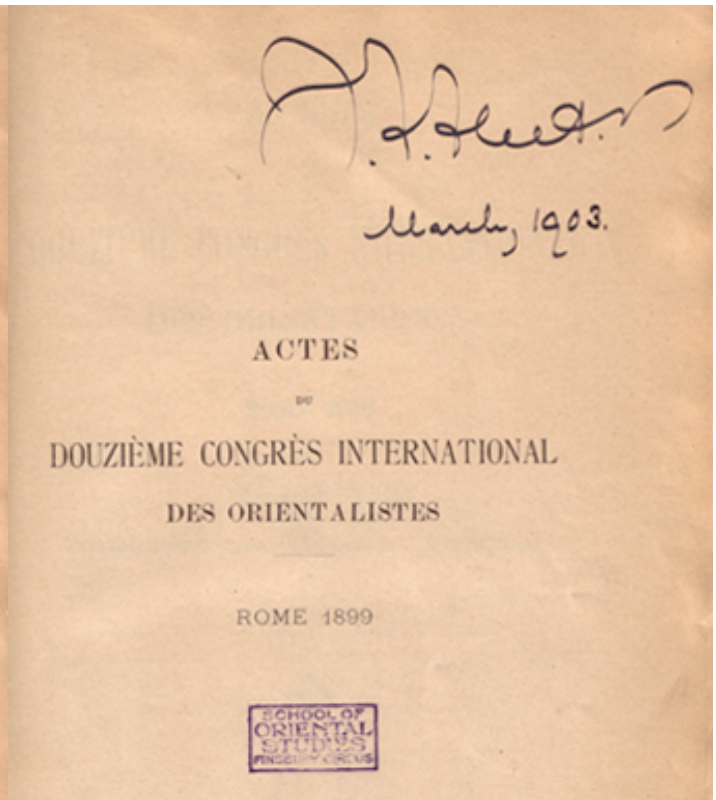 March, 1903.
ACTES
DU
DOUZIÈME CONGRÈS INTERNATIONAL
DES ORIENTALISTES
ROME 1899
SCHOOL OF
ORIENTAL
STUDIES
FINSBURY CIRCUS